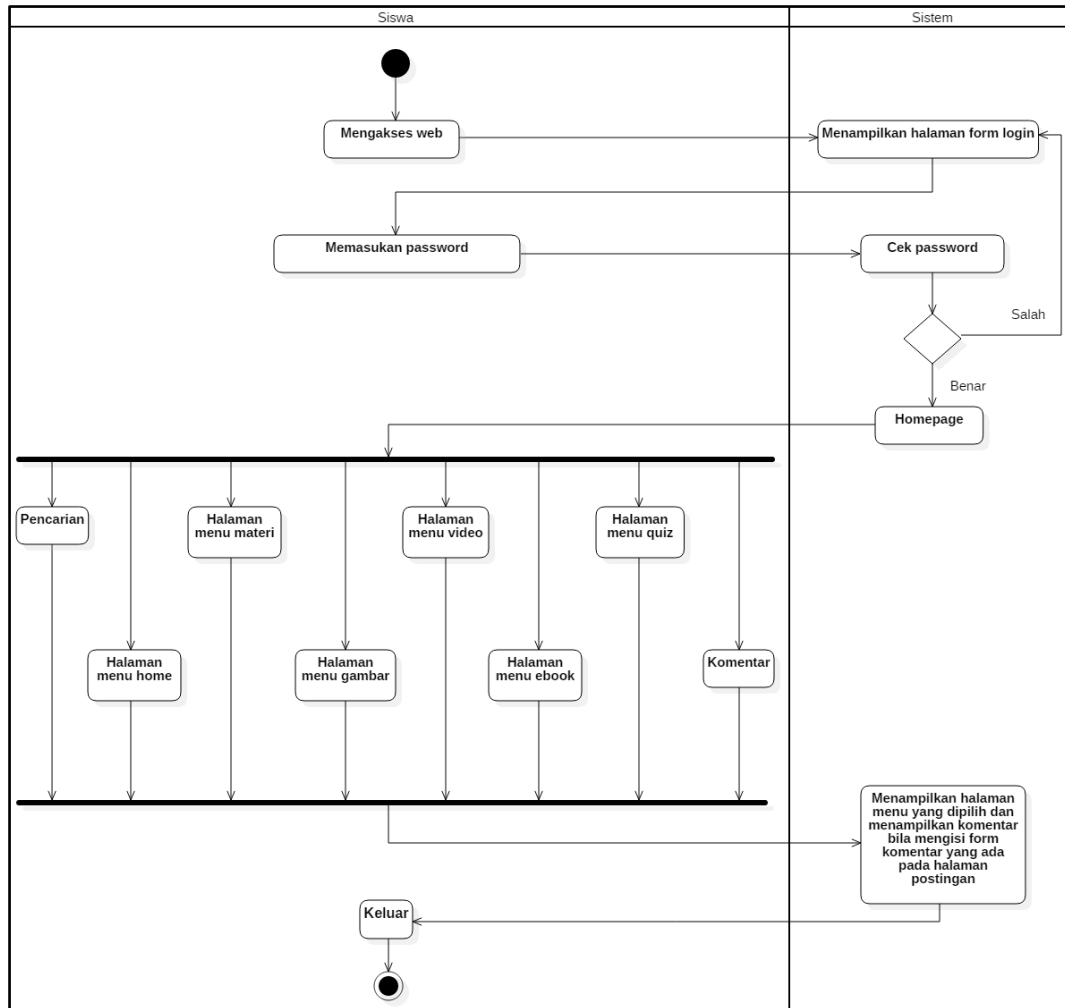 Siswa
Sistem
Mengakses web
Menampilkan halaman form login
Memasukan password
Cek password
Salah
Benar
Homepage
Pencarian
Halaman
menu materi
Halaman
menu video
Halaman
menu quiz
Halaman
menu home
Halaman
menu gambar
Halaman
menu ebook
Komentar
Menampilkan halaman
menu yang dipilih dan
menampilkan komentar
bila mengisi form
komentar yang ada
pada halaman
postingan
Keluar